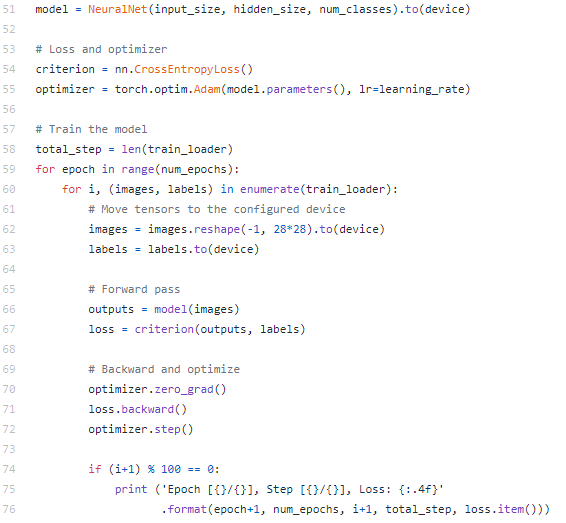 51 model = NeuralNet(input_size, hidden_size, num_classes).to(device)
52
53 # Loss and optimizer
54 criterion = nn.CrossEntropyLoss()
55 optimizer = torch.optim.Adam(model.parameters(), lr=learning_rate)
56
57 # Train the model
58 total_step = len(train_loader)
59 for epoch in range(num_epochs):
60     for i, (images, labels) in enumerate(train_loader):
61         # Move tensors to the configured device
62         images = images.reshape(-1, 28*28).to(device)
63         labels = labels.to(device)
64
65         # Forward pass
66         outputs = model(images)
67         loss = criterion(outputs, labels)
68
69         # Backward and optimize
70         optimizer.zero_grad()
71         loss.backward()
72         optimizer.step()
73
74         if (i+1) % 100 == 0:
75             print ('Epoch [{}/{}], Step [{}/{}], Loss: {:.4f}'
76                    .format(epoch+1, num_epochs, i+1, total_step, loss.item()))